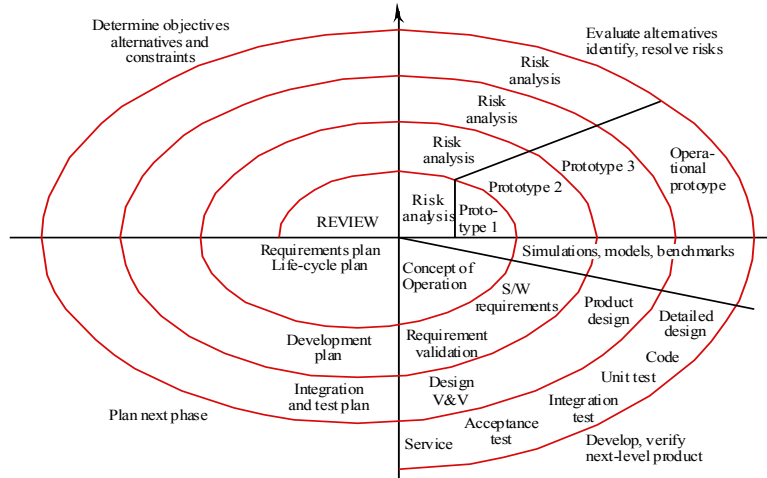 Determine objectives
alternatives and
constraints
Evaluate alternatives
identify, resolve risks
Risk
analysis
Risk
analysis
Risk
analysis
Risk
analysis
Proto-
type 1
Prototype 2
Prototype 3
Opera-
tional
protoype
REVIEW
Requirements plan
Life-cycle plan
Development
plan
Integration
and test plan
Plan next phase
Simulations, models, benchmarks
Concept of
Operation
S/W
requirements
Requirement
validation
Product
design
Detailed
design
Design
V&V
Code
Unit test
Integration
test
Acceptance
test
Service
Develop, verify
next-level product